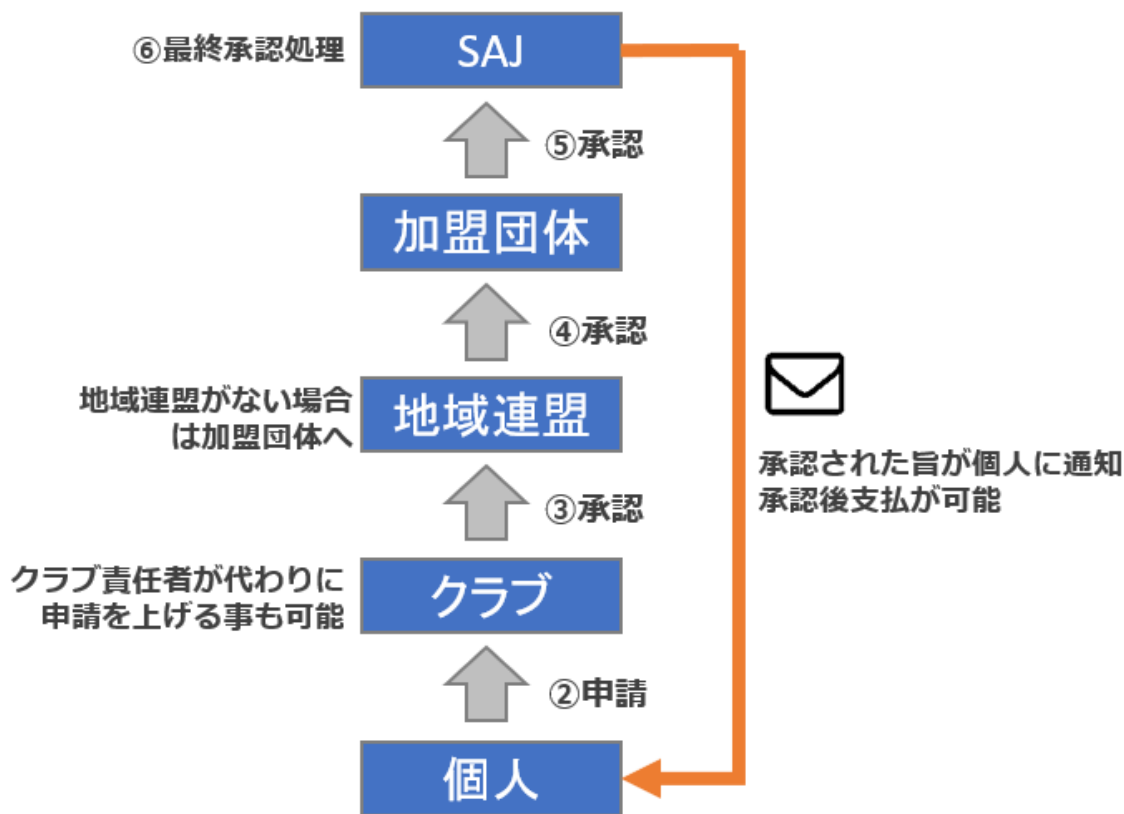 ⑥最終承認処理
SAJ
⑤承認
加盟団体
④承認
地域連盟がない場合
は加盟団体へ
地域連盟
承認された旨が個人に通知
承認後支払が可能
③承認
クラブ責任者が代わりに
申請を上げる事も可能
クラブ
②申請
個人